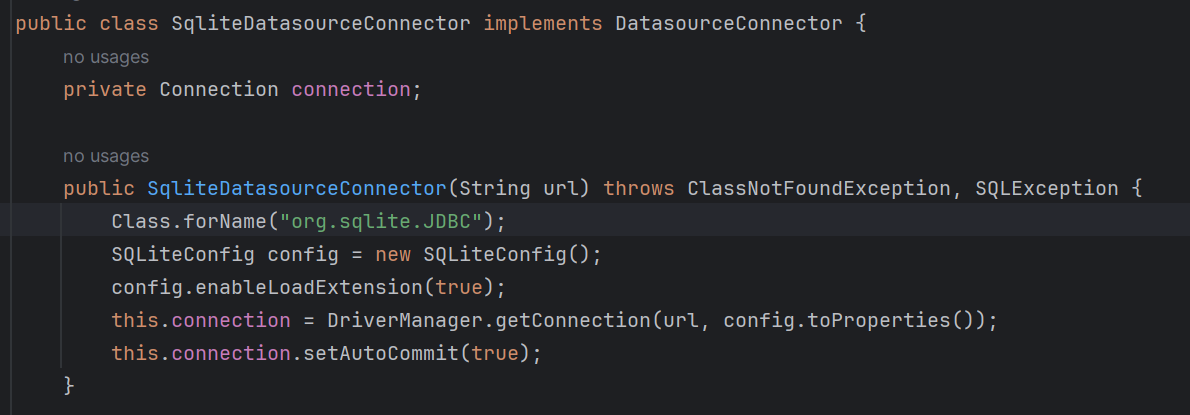 public class SqliteDatasourceConnector implements DatasourceConnector {
no usages
private Connection connection;
no usages
public SqliteDatasourceConnector(String url) throws ClassNotFoundException, SQLException {
Class.forName("org.sqlite.JDBC");
SQLiteConfig config = new SQLiteConfig();
config.enableLoadExtension(true);
this.connection = DriverManager.getConnection(url, config.toProperties());
this.connection.setAutoCommit(true);
}